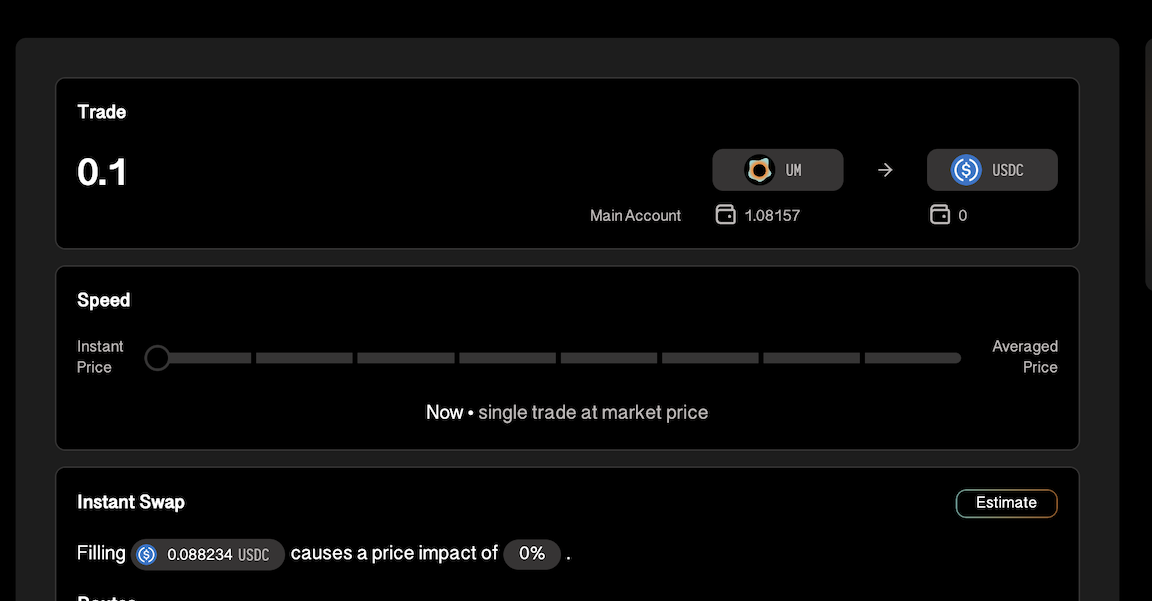 Trade
0.1 UM → USDC
Main Account 1.08157 0
Speed
Instant Price
Averaged Price
Now • single trade at market price
Instant Swap Estimate
Filling 0.088234 USDC causes a price impact of 0% .